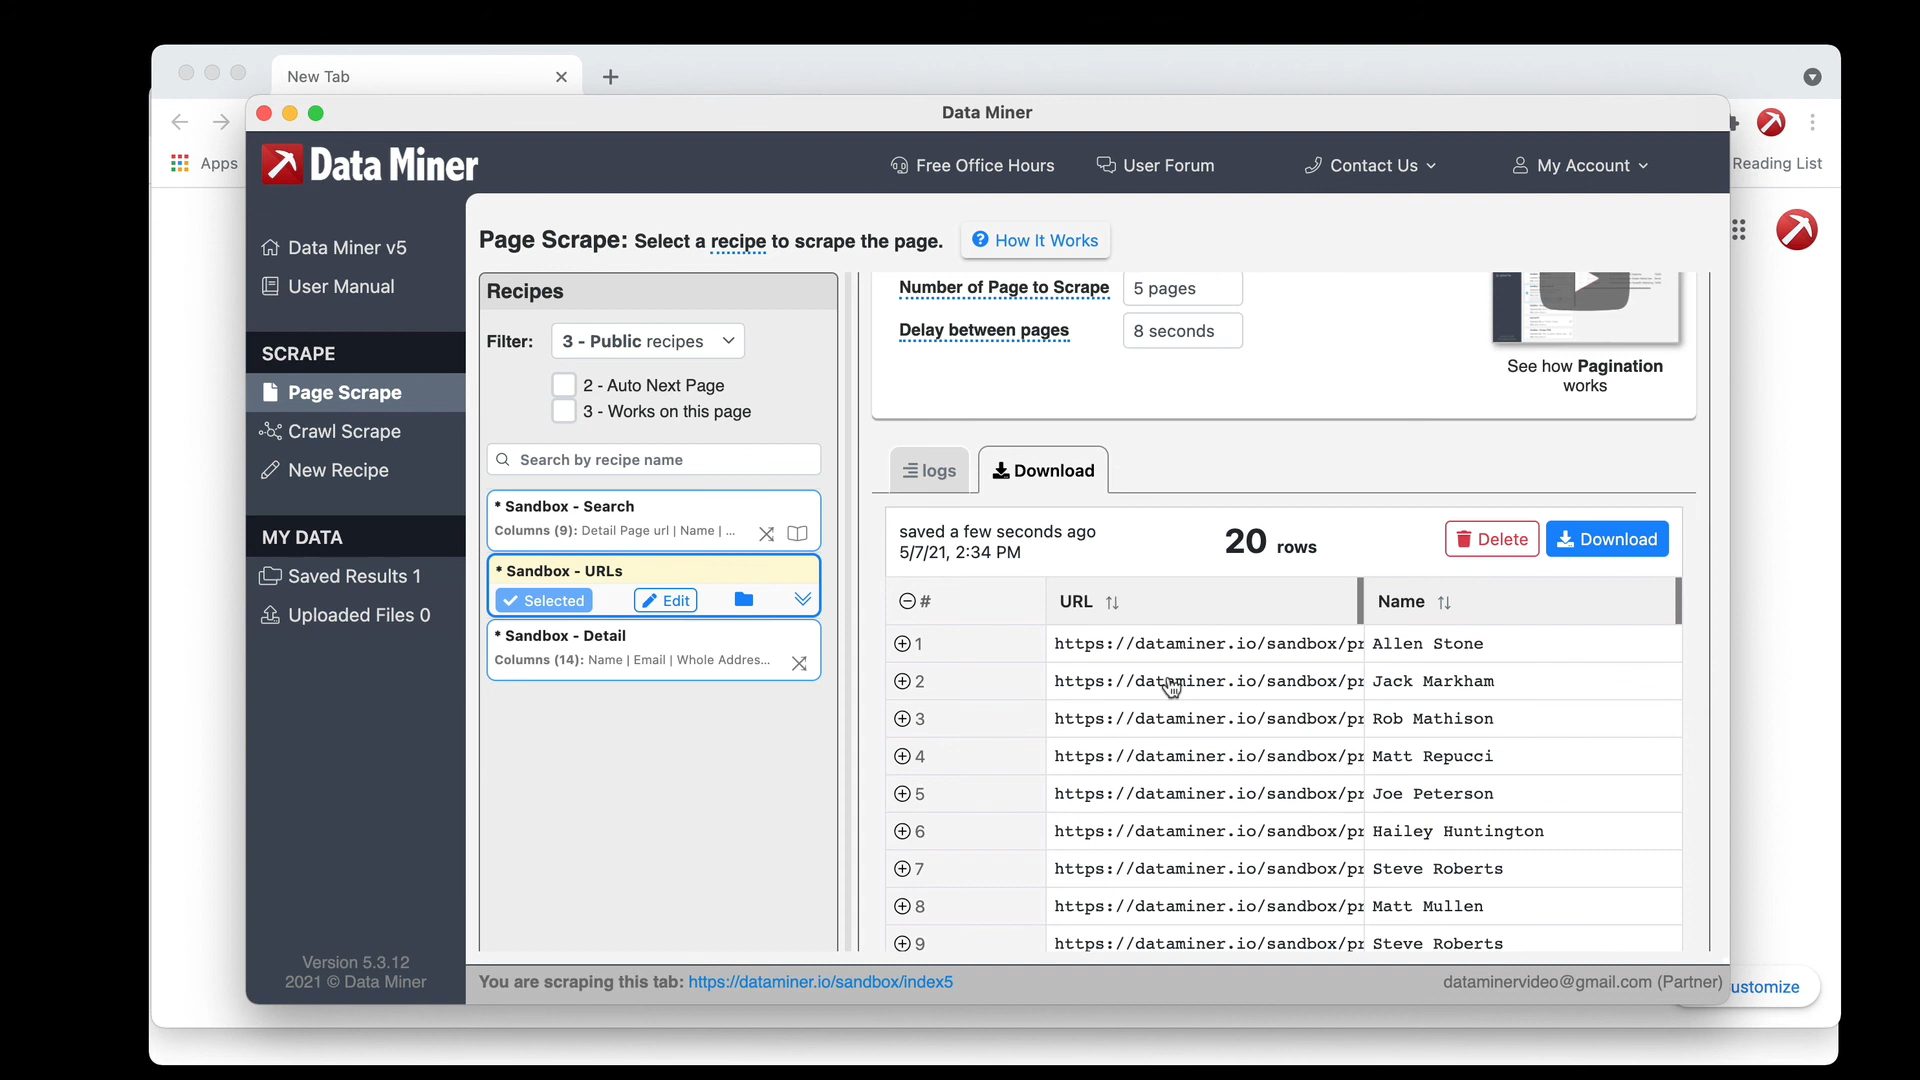 New Tab
Data Miner
Apps
Reading List
Data Miner
Free Office Hours
User Forum
Contact Us
My Account
Data Miner v5
User Manual
SCRAPE
Page Scrape
Crawl Scrape
New Recipe
MY DATA
Saved Results 1
Uploaded Files 0
Version 5.3.12
2021 © Data Miner
Page Scrape: Select a recipe to scrape the page.
How It Works
Recipes
Filter: 3 - Public recipes
2 - Auto Next Page
3 - Works on this page
Search by recipe name
* Sandbox - Search
Columns (9): Detail Page url | Name | ...
* Sandbox - URLs
Selected
Edit
* Sandbox - Detail
Columns (14): Name | Email | Whole Addres...
Number of Page to Scrape 5 pages
Delay between pages 8 seconds
See how Pagination
works
logs
Download
saved a few seconds ago
5/7/21, 2:34 PM
20 rows
Delete
Download
# URL Name
1 https://dataminer.io/sandbox/pr Allen Stone
2 https://dataminer.io/sandbox/pr Jack Markham
3 https://dataminer.io/sandbox/pr Rob Mathison
4 https://dataminer.io/sandbox/pr Matt Repucci
5 https://dataminer.io/sandbox/pr Joe Peterson
6 https://dataminer.io/sandbox/pr Hailey Huntington
7 https://dataminer.io/sandbox/pr Steve Roberts
8 https://dataminer.io/sandbox/pr Matt Mullen
9 https://dataminer.io/sandbox/pr Steve Roberts
You are scraping this tab: https://dataminer.io/sandbox/index5
dataminervideo@gmail.com (Partner)
ustomize